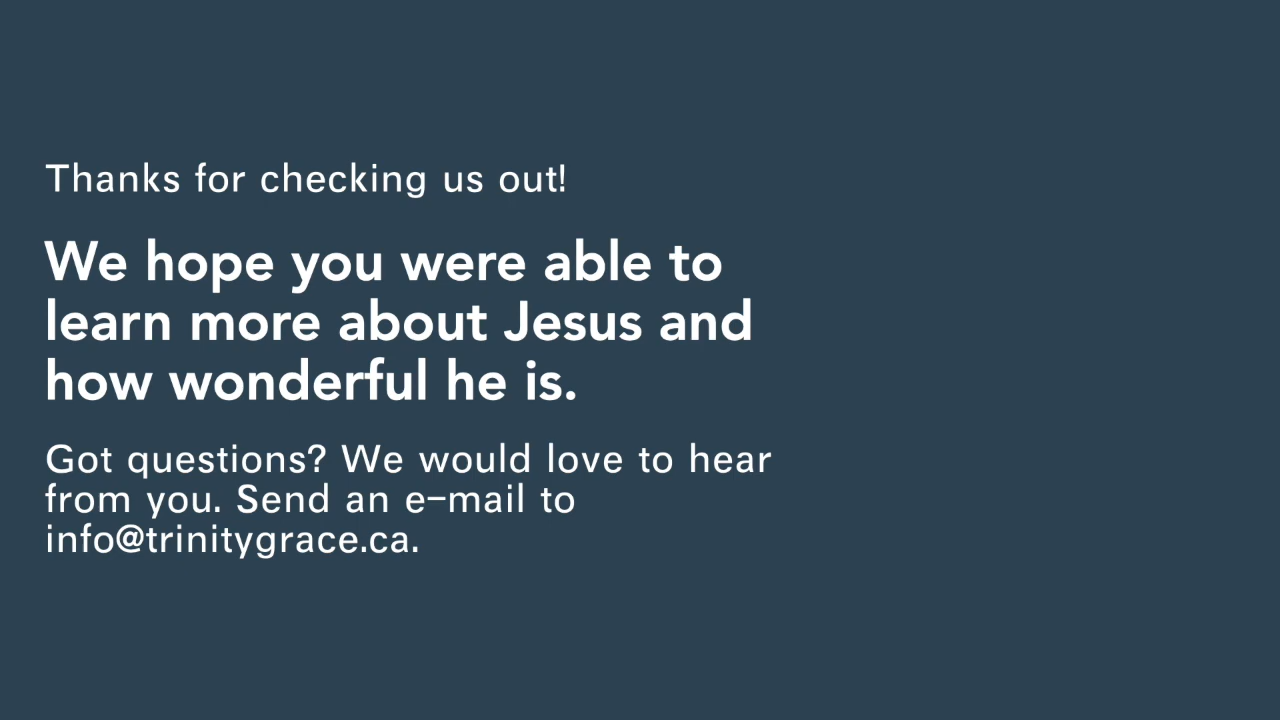 Thanks for checking us out!
We hope you were able to
learn more about Jesus and
how wonderful he is.
Got questions? We would love to hear
from you. Send an e-mail to
info@trinitygrace.ca.